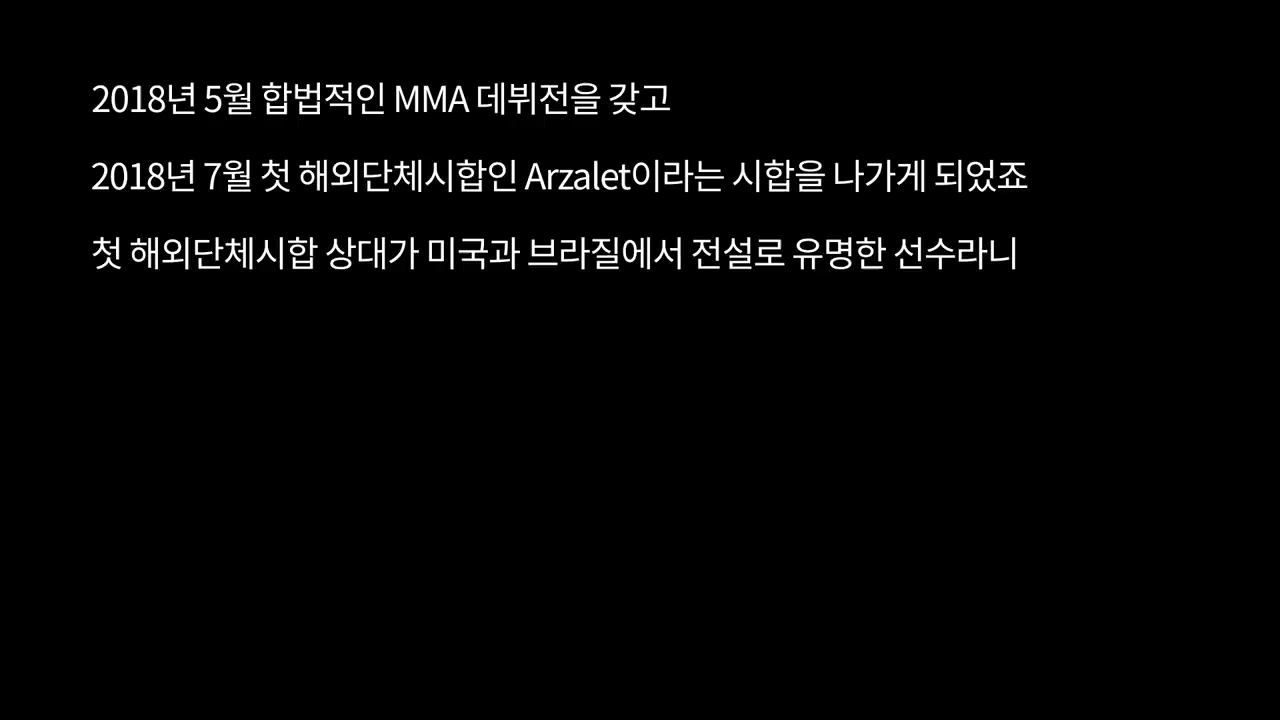 2018년 5월 합법적인 MMA 데뷔전을 갖고
2018년 7월 첫 해외단체시합인 Arzalet이라는 시합을 나가게 되었죠
첫 해외단체시합 상대가 미국과 브라질에서 전설로 유명한 선수라니